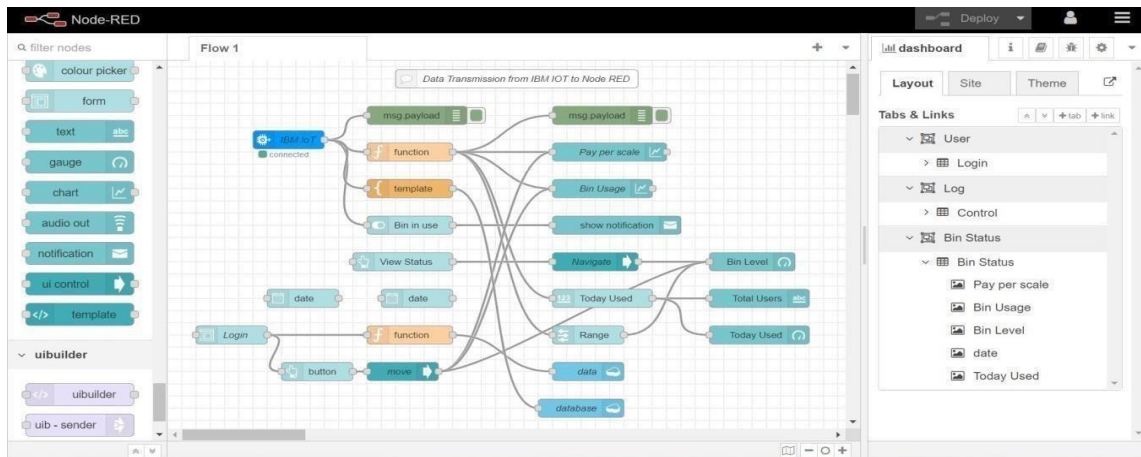 Node-RED
Deploy
filter nodes
colour picker
form
text
abc
gauge
chart
audio out
notification
ui control
</> template
uibuilder
</> uibuilder
uib - sender
Flow 1
Data Transmission from IBM IOT to Node RED
msg.payload
msg.payload
IBM IoT
connected
f function
Pay per scale
{ template
Bin Usage
Bin in use
show notification
View Status
Navigate
Bin Level
date
date
123 Today Used
Total Users abc
Login
f function
Range
Today Used
button
move
data
database
dashboard
i
Layout
Site
Theme
Tabs & Links
+ tab
+ link
User
Login
Log
Control
Bin Status
Bin Status
Pay per scale
Bin Usage
Bin Level
date
Today Used